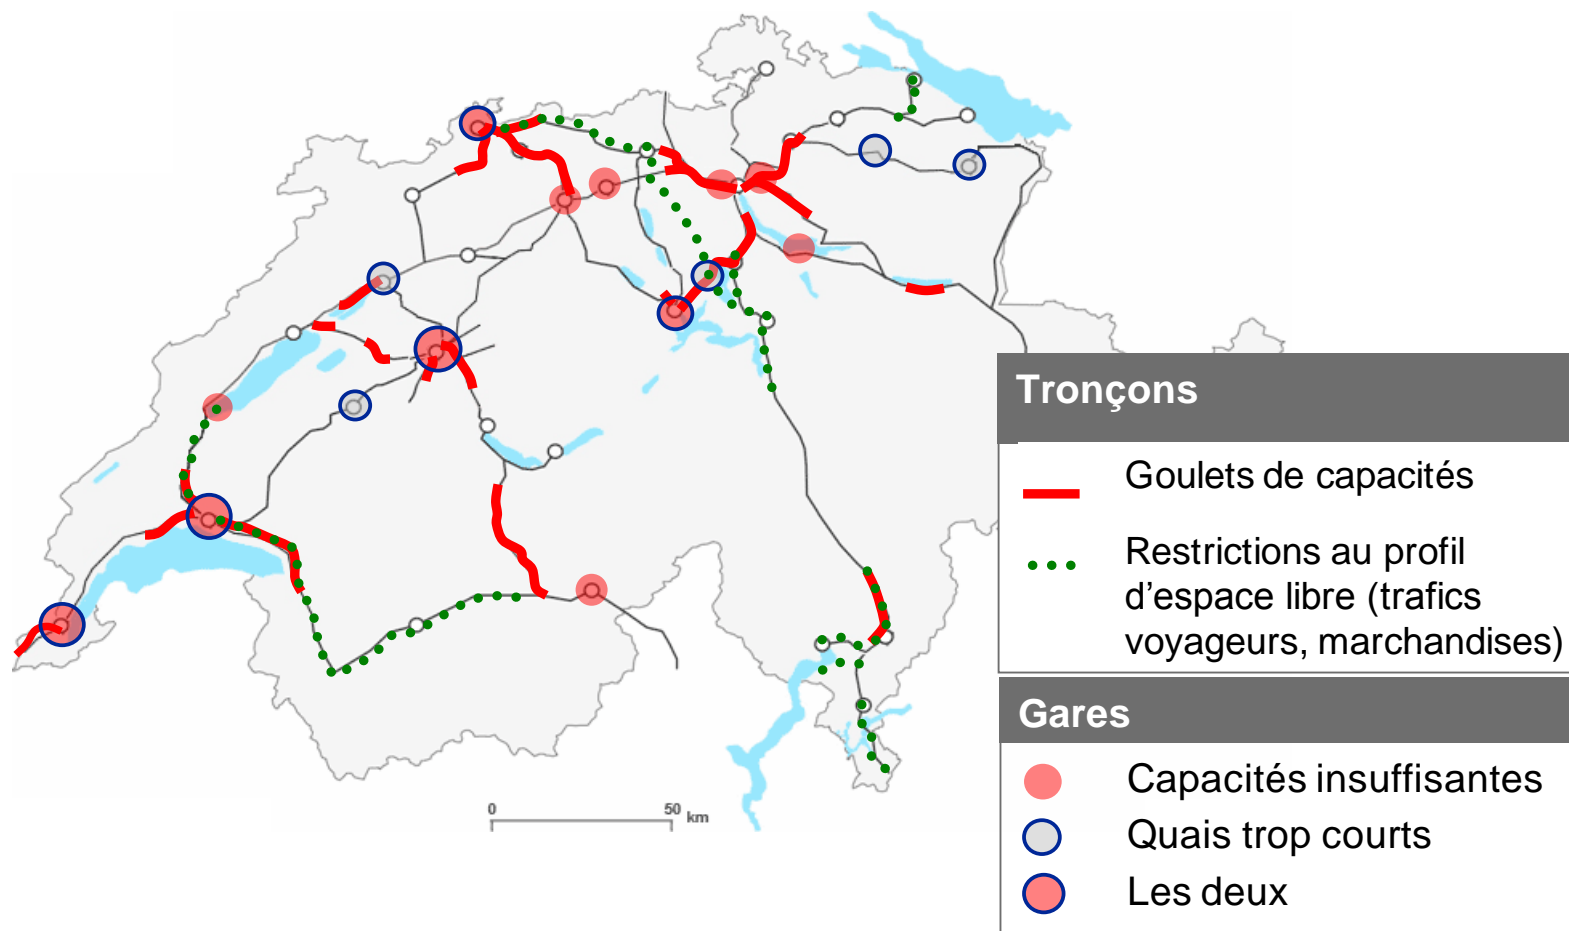 Tronçons
Goulets de capacités
Restrictions au profil
d'espace libre (trafics
voyageurs, marchandises)
Gares
Capacités insuffisantes
Quais trop courts
Les deux
0 50 km